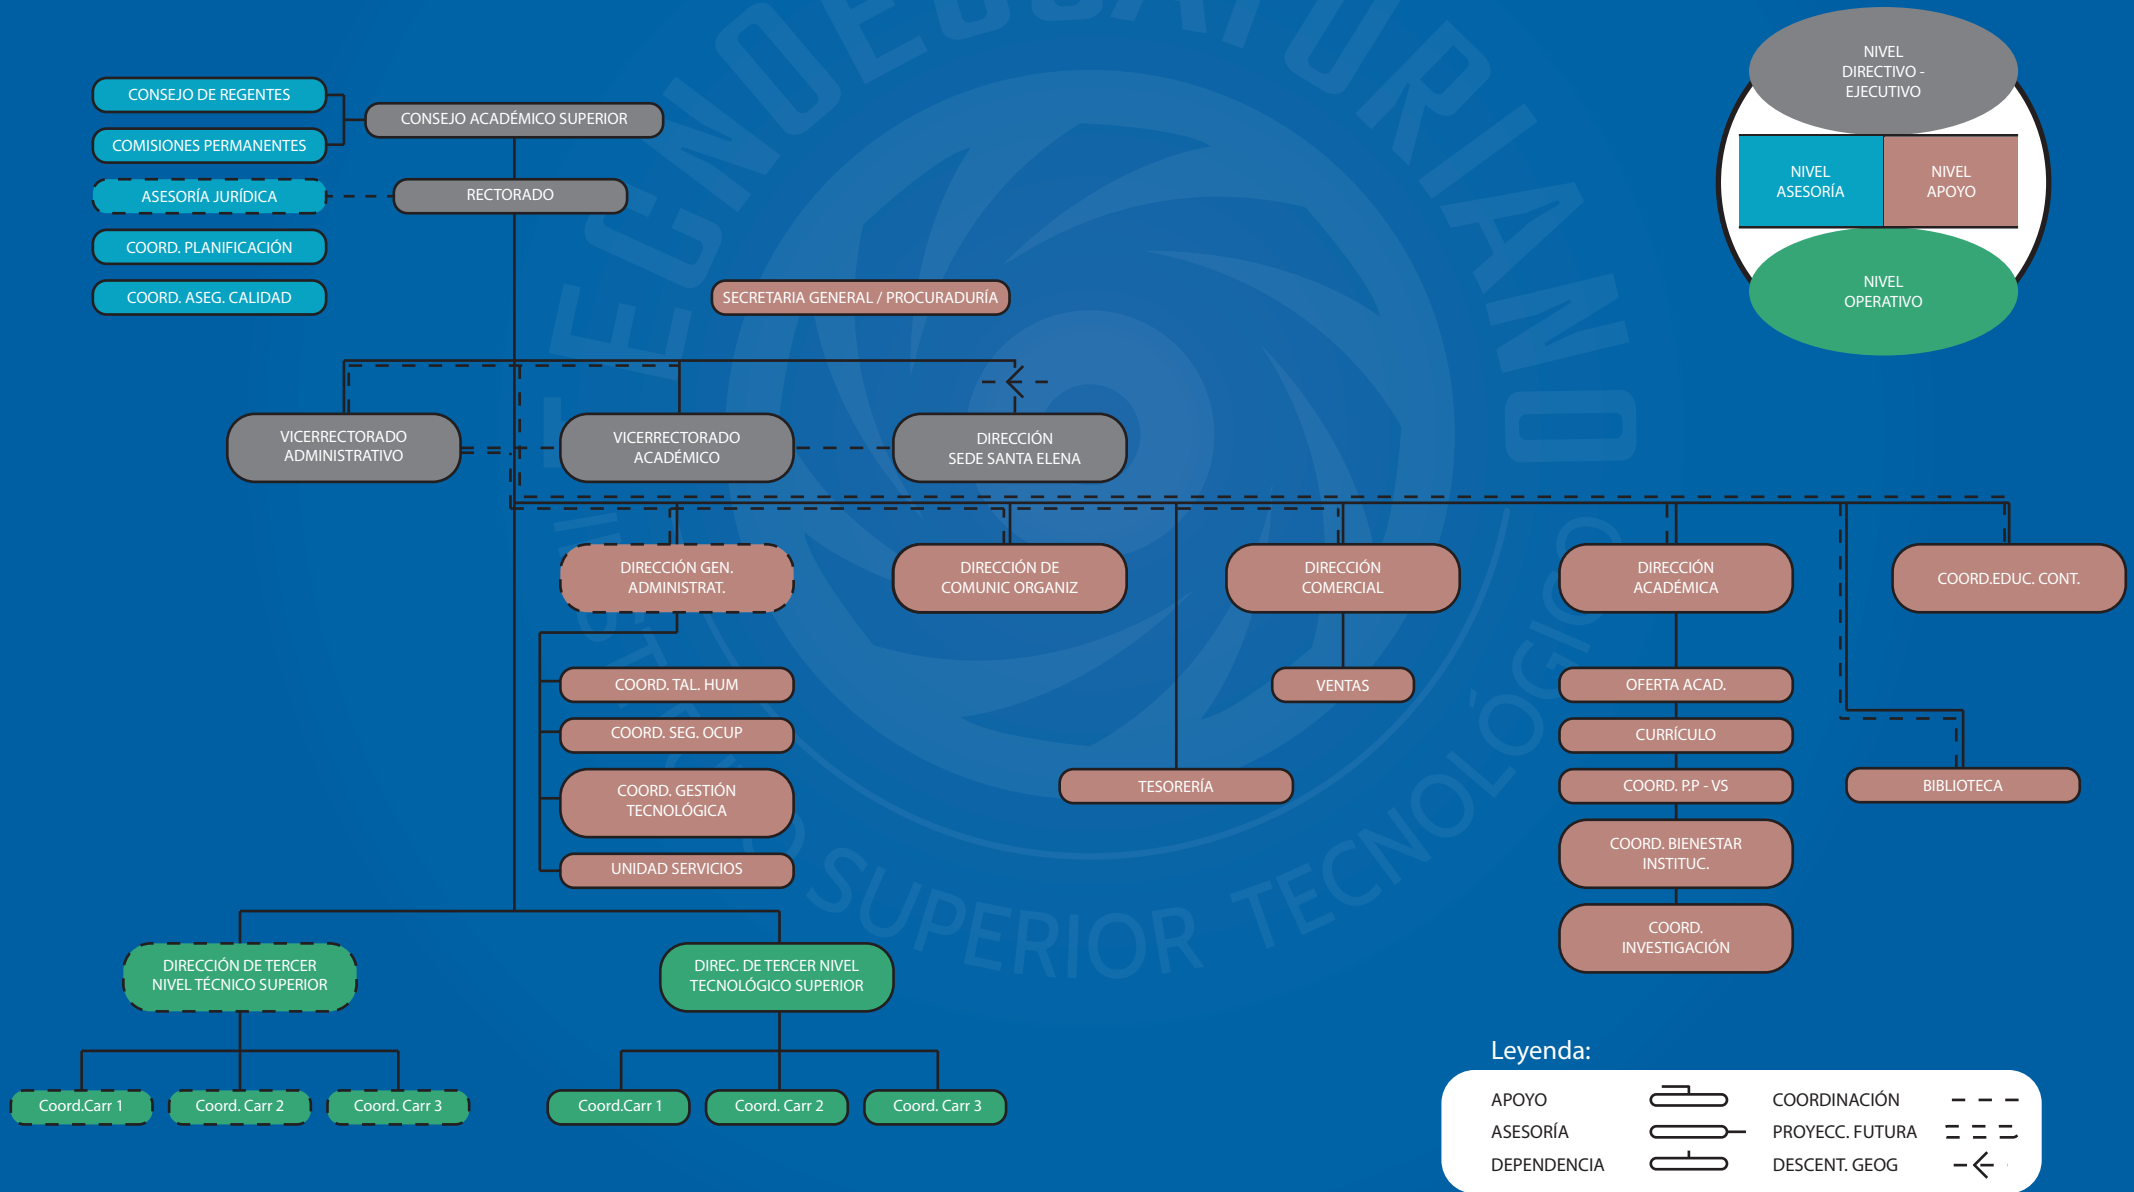 TECNOECUATORIANO
INSTITUTO SUPERIOR TECNOLÓGICO
NIVEL
DIRECTIVO -
EJECUTIVO
NIVEL
ASESORÍA
NIVEL
APOYO
NIVEL
OPERATIVO
CONSEJO DE REGENTES
CONSEJO ACADÉMICO SUPERIOR
COMISIONES PERMANENTES
ASESORÍA JURÍDICA
RECTORADO
COORD. PLANIFICACIÓN
COORD. ASEG. CALIDAD
SECRETARIA GENERAL / PROCURADURÍA
VICERRECTORADO
ADMINISTRATIVO
VICERRECTORADO
ACADÉMICO
DIRECCIÓN
SEDE SANTA ELENA
DIRECCIÓN GEN.
ADMINISTRAT.
DIRECCIÓN DE
COMUNIC ORGANIZ
DIRECCIÓN
COMERCIAL
DIRECCIÓN
ACADÉMICA
COORD.EDUC. CONT.
COORD. TAL. HUM
COORD. SEG. OCUP
COORD. GESTIÓN
TECNOLÓGICA
UNIDAD SERVICIOS
VENTAS
TESORERÍA
OFERTA ACAD.
CURRÍCULO
COORD. P.P - VS
COORD. BIENESTAR
INSTITUC.
COORD.
INVESTIGACIÓN
BIBLIOTECA
DIRECCIÓN DE TERCER
NIVEL TÉCNICO SUPERIOR
DIREC. DE TERCER NIVEL
TECNOLÓGICO SUPERIOR
Coord.Carr 1
Coord. Carr 2
Coord. Carr 3
Coord.Carr 1
Coord. Carr 2
Coord. Carr 3
Leyenda:
APOYO
ASESORÍA
DEPENDENCIA
COORDINACIÓN
PROYECC. FUTURA
DESCENT. GEOG